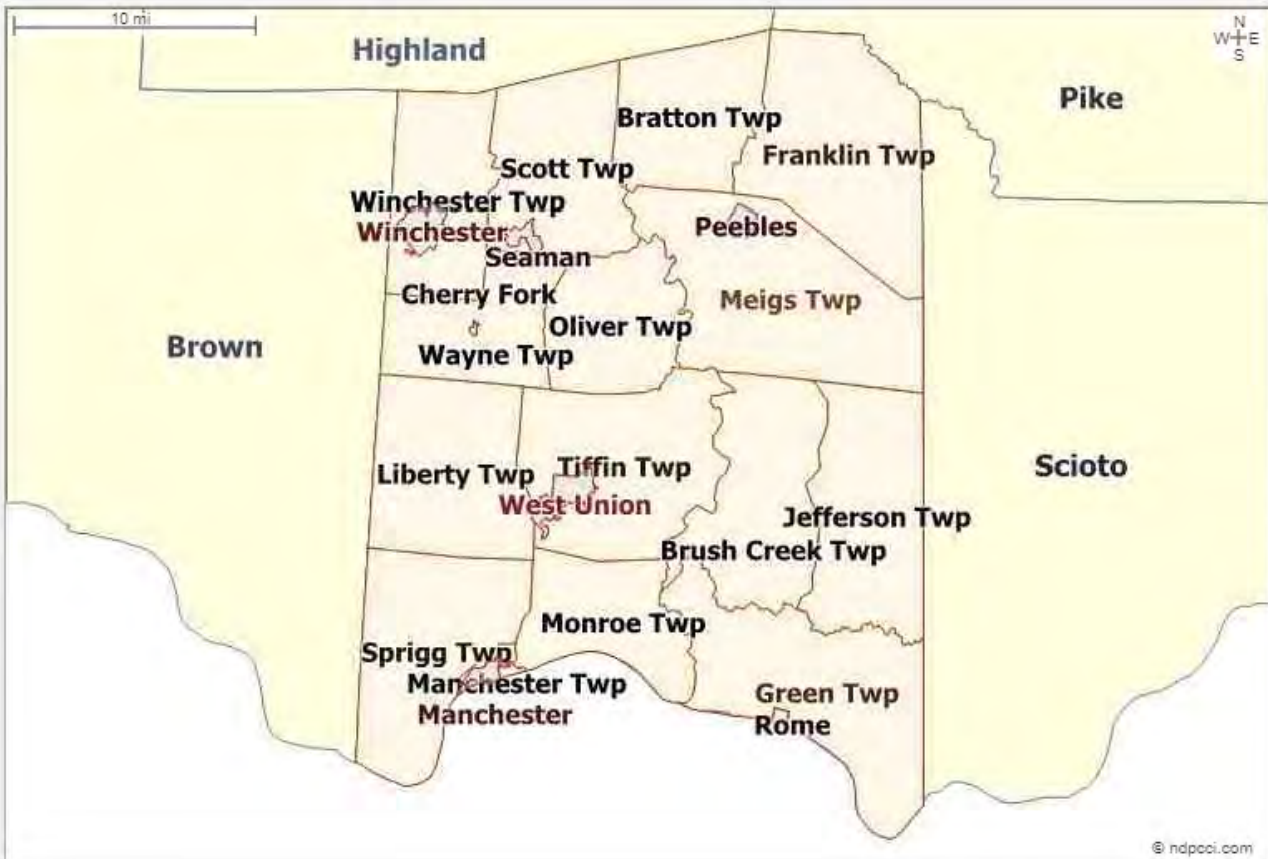 10 mi
N
W E
S
Highland
Pike
Bratton Twp
Franklin Twp
Scott Twp
Winchester Twp
Winchester
Peebles
Seaman
Cherry Fork
Meigs Twp
Oliver Twp
Brown
Wayne Twp
Liberty Twp
Tiffin Twp
Scioto
West Union
Jefferson Twp
Brush Creek Twp
Monroe Twp
Sprigg Twp
Manchester Twp
Green Twp
Manchester
Rome
© ndpcci.com